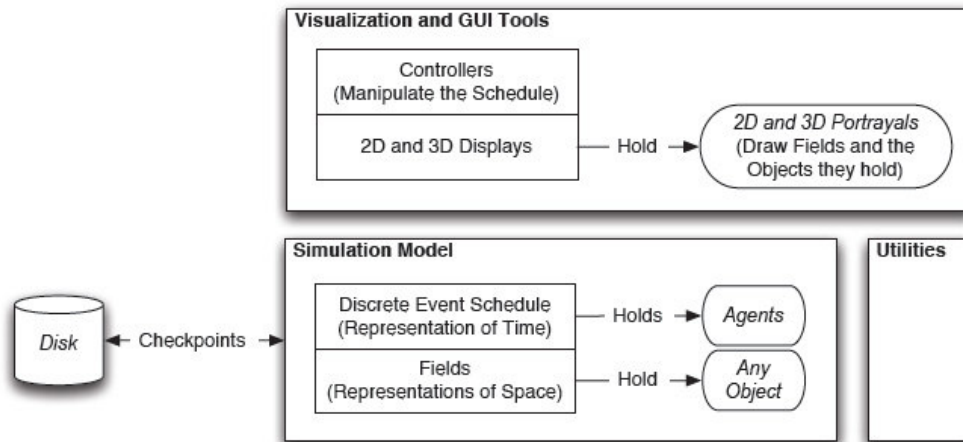 Visualization and GUI Tools
Controllers
(Manipulate the Schedule)
2D and 3D Displays
Hold
2D and 3D Portrayals
(Draw Fields and the
Objects they hold)
Simulation Model
Utilities
Disk
Checkpoints
Discrete Event Schedule
(Representation of Time)
Holds
Agents
Fields
(Representations of Space)
Hold
Any
Object